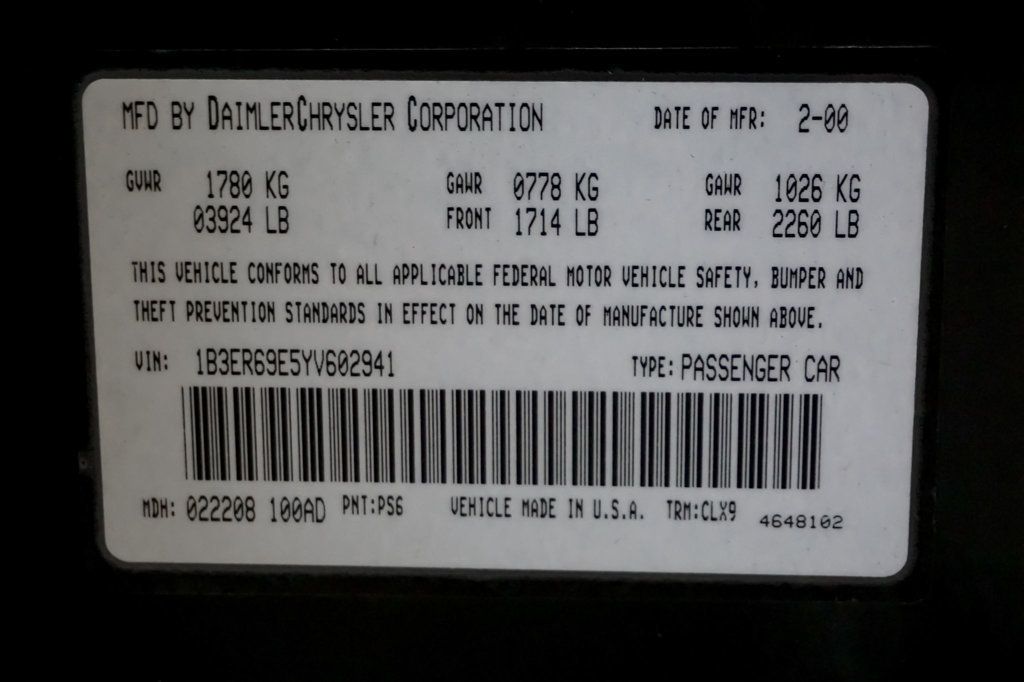 MFD BY DAIMLERCHRYSLER CORPORATION DATE OF MFR: 2-00
GVWR 1780 KG GAWR 0778 KG GAWR 1026 KG
03924 LB FRONT 1714 LB REAR 2260 LB
THIS VEHICLE CONFORMS TO ALL APPLICABLE FEDERAL MOTOR VEHICLE SAFETY, BUMPER AND
THEFT PREVENTION STANDARDS IN EFFECT ON THE DATE OF MANUFACTURE SHOWN ABOVE.
VIN: 1B3ER69E5YV602941 TYPE: PASSENGER CAR
MDH: 022208 100AD PNT:PS6 VEHICLE MADE IN U.S.A. TRM:CLX9 4648102